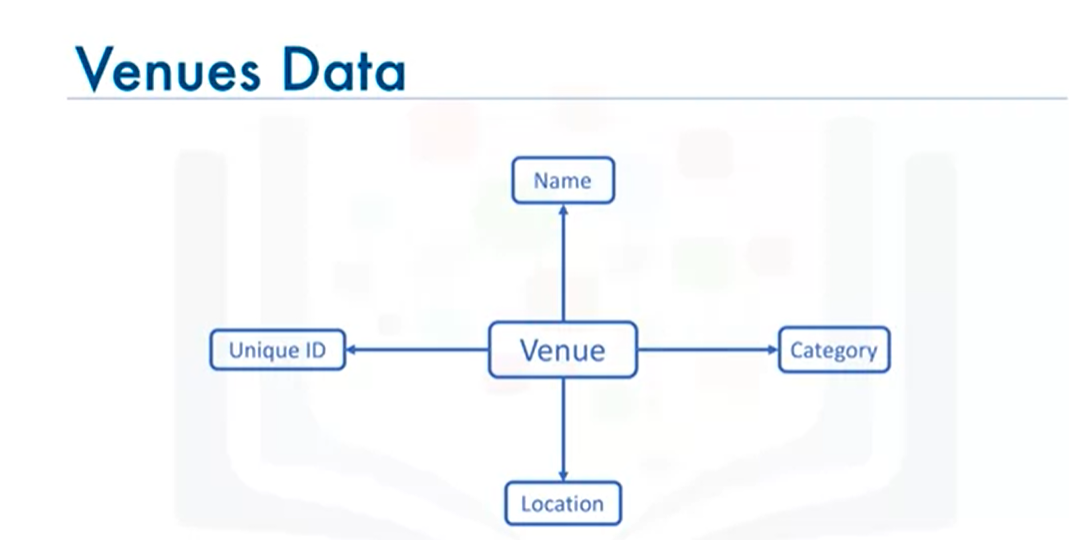 Venues Data
Name
Unique ID
Venue
Category
Location